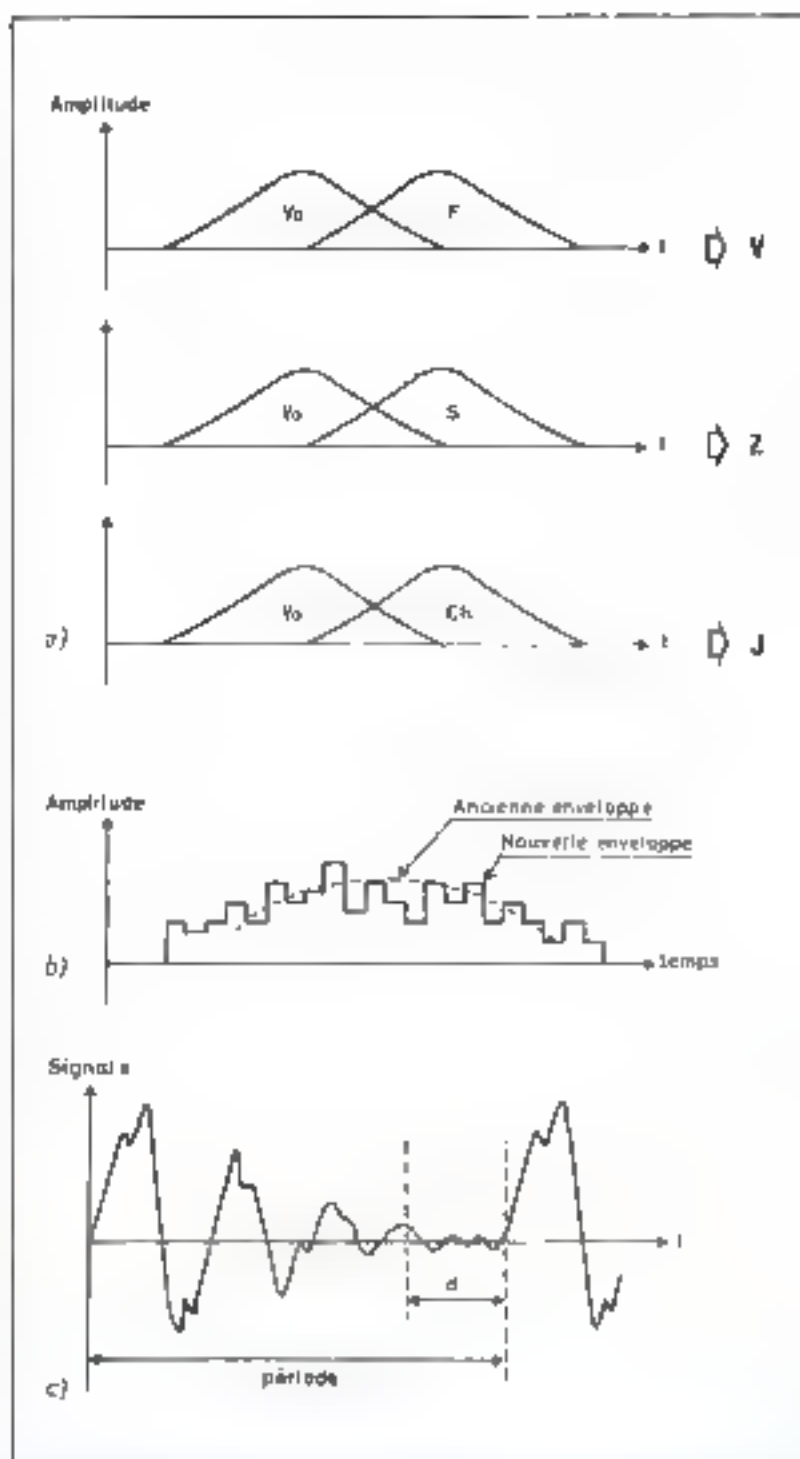 Amplitude
Vo F t V
Vo S t Z
Vo Ch
a) t J
Amplitude
Ancienne enveloppe
Nouvelle enveloppe
b) temps
Signal s
t
d
période
c)